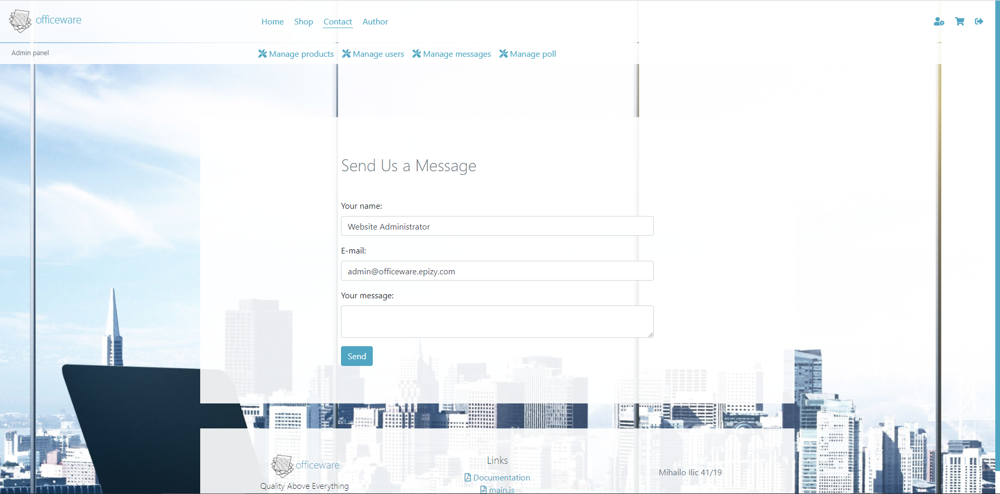 officeware
Home Shop Contact Author
Admin panel
Manage products Manage users Manage messages Manage poll
Send Us a Message
Your name:
Website Administrator
E-mail:
admin@officeware.epizy.com
Your message:
Send
officeware
Quality Above Everything
Links
Documentation
main.js
Mihailo Ilic 41/19